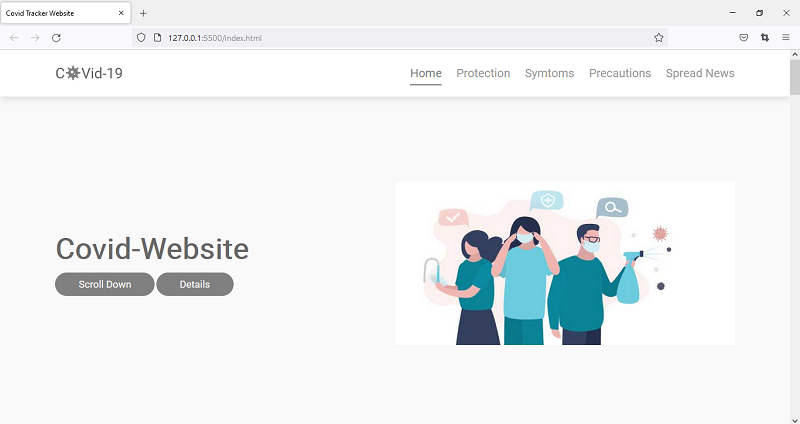 Covid Tracker Website
127.0.0.1:5500/index.html
C Vid-19
Home Protection Symtoms Precautions Spread News
Covid-Website
Scroll Down Details